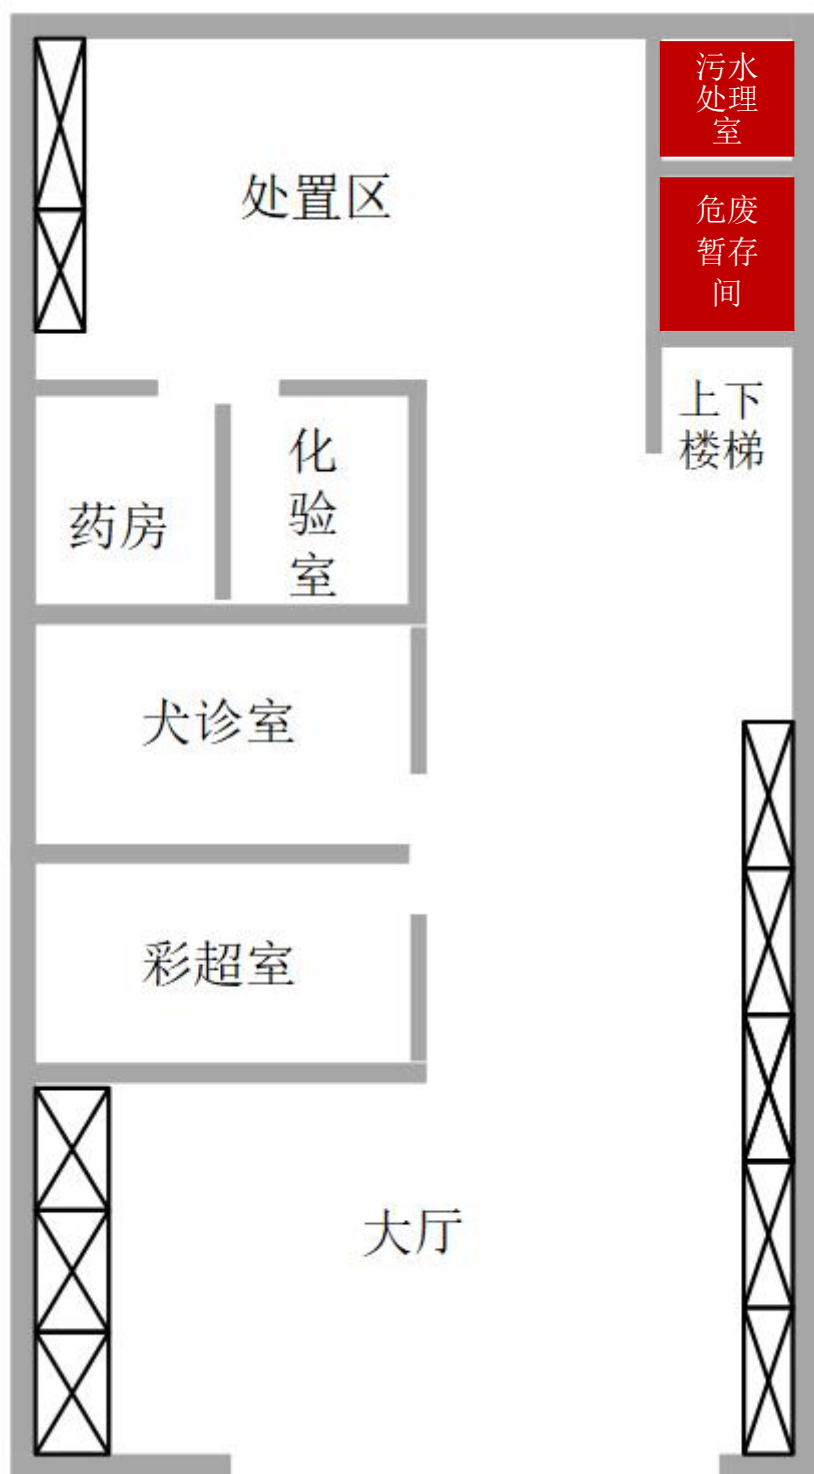 污水
处理
室
处置区
危废
暂存
间
上下
楼梯
化
验
室
药房
犬诊室
彩超室
大厅